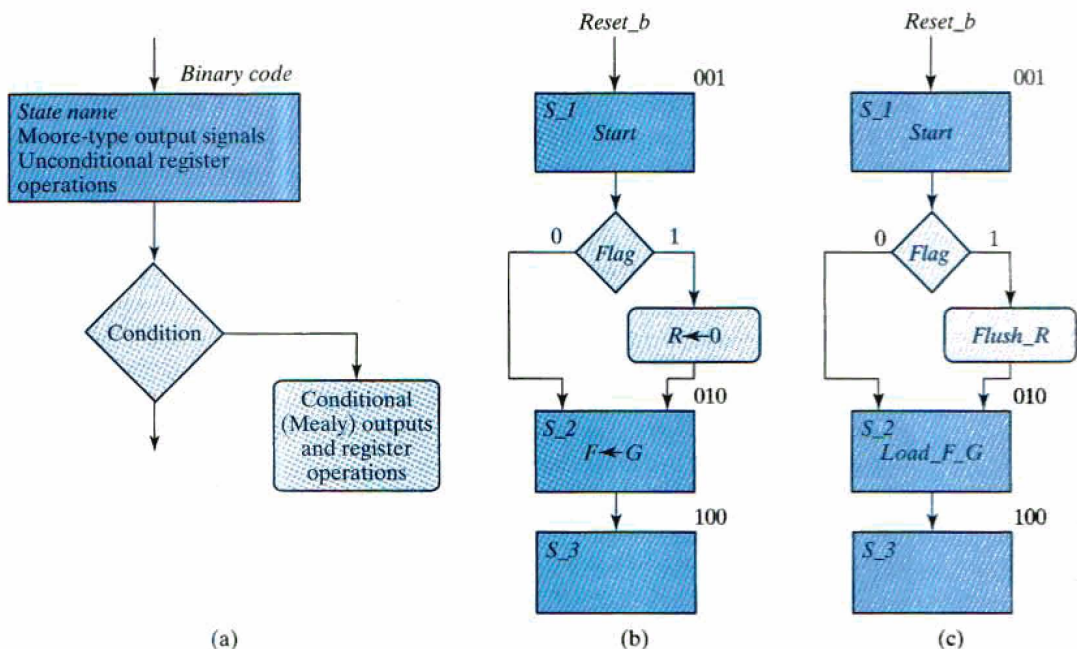 Binary code
State name
Moore-type output signals
Unconditional register
operations
Condition
Conditional
(Mealy) outputs
and register
operations
(a)
Reset_b
001
S_1
Start
Flag
0
1
R←0
010
S_2
F←G
100
S_3
(b)
Reset_b
001
S_1
Start
Flag
0
1
Flush_R
010
S_2
Load_F_G
100
S_3
(c)